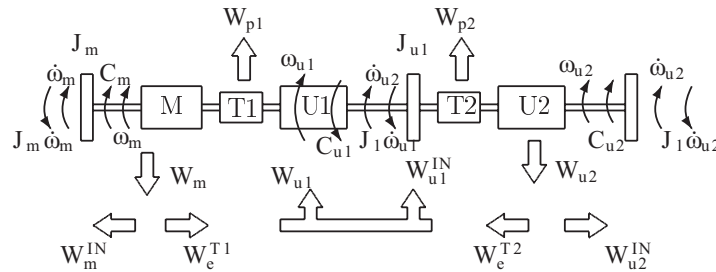 W_p1 W_p2
J_m J_u1
ω̇_m C_m ω_u1 ω̇_u2 ω_u2 ω̇_u2
M T1 U1 T2 U2
J_m ω̇_m ω_m C_u1 J_1 ω̇_u1 C_u2 J_1 ω̇_u2
W_m W_u1 W_u1^IN W_u2
W_m^IN W_e^T1 W_e^T2 W_u2^IN